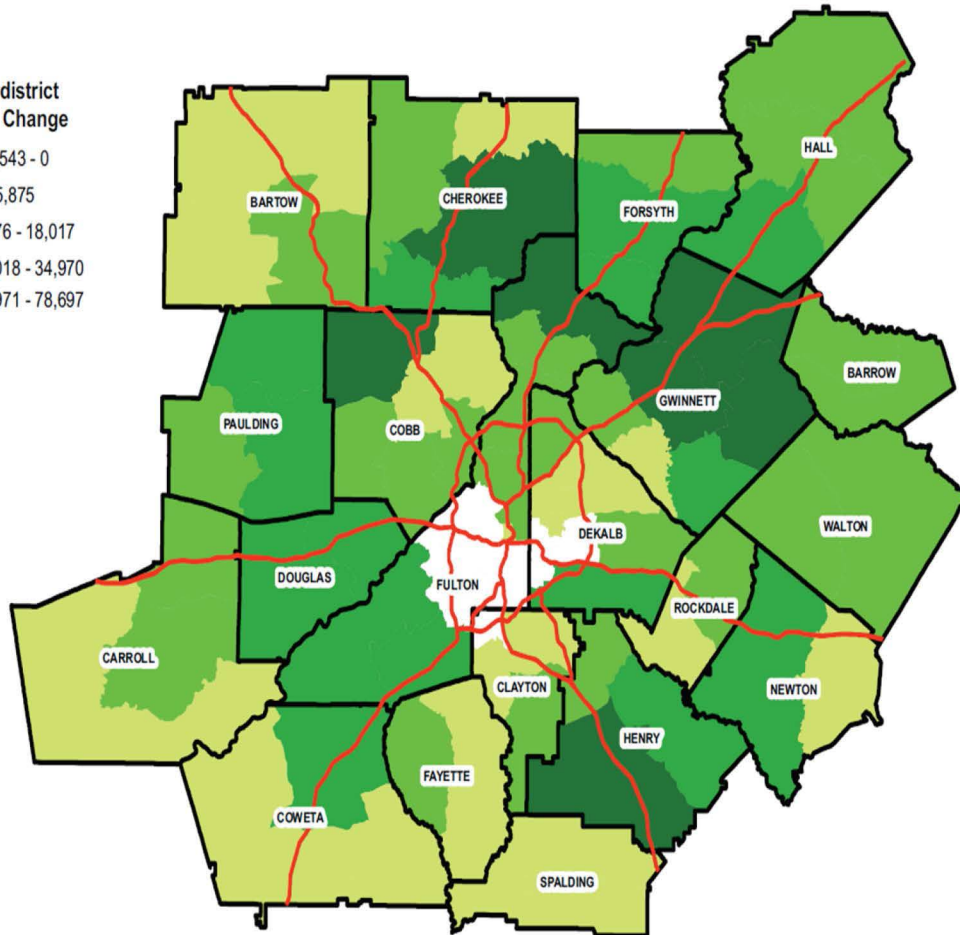 district
Change
543 - 0
5,875
76 - 18,017
018 - 34,970
971 - 78,697
HALL
BARTOW
CHEROKEE
FORSYTH
BARROW
GWINNETT
PAULDING
COBB
WALTON
DEKALB
DOUGLAS
FULTON
ROCKDALE
CARROLL
CLAYTON
NEWTON
HENRY
FAYETTE
COWETA
SPALDING